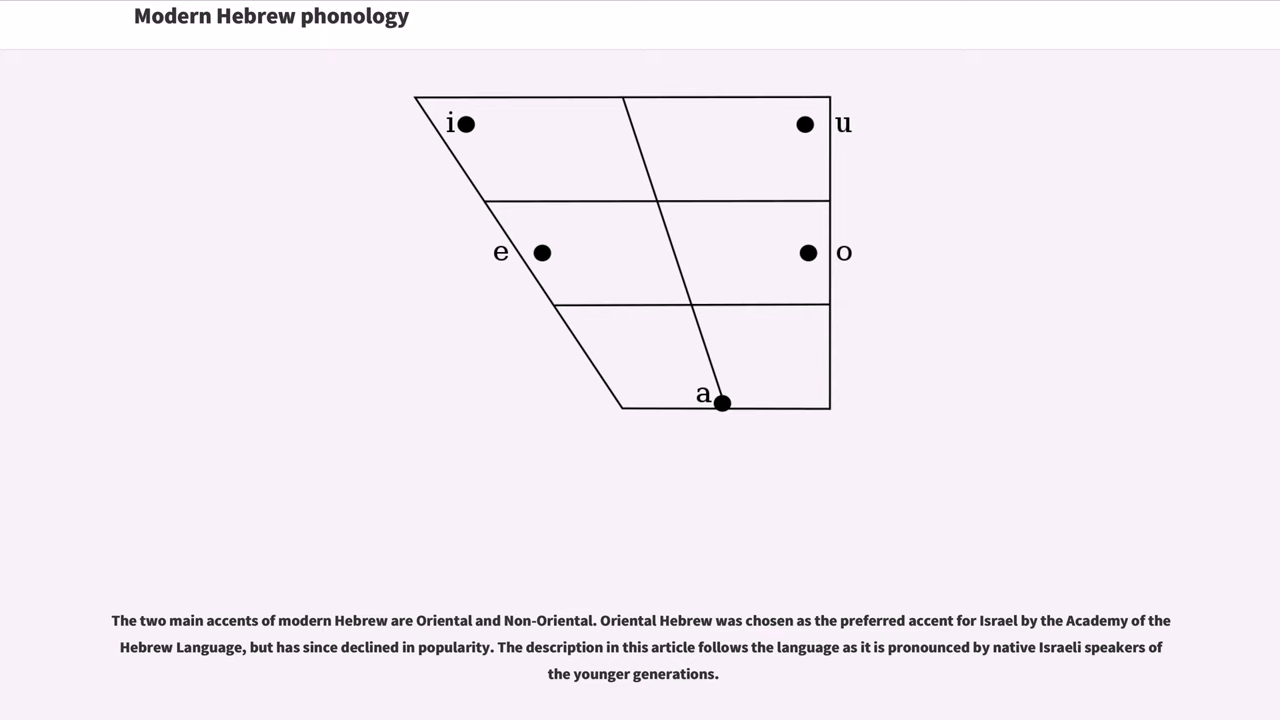 Modern Hebrew phonology
i u
e o
a
The two main accents of modern Hebrew are Oriental and Non-Oriental. Oriental Hebrew was chosen as the preferred accent for Israel by the Academy of the
Hebrew Language, but has since declined in popularity. The description in this article follows the language as it is pronounced by native Israeli speakers of
the younger generations.